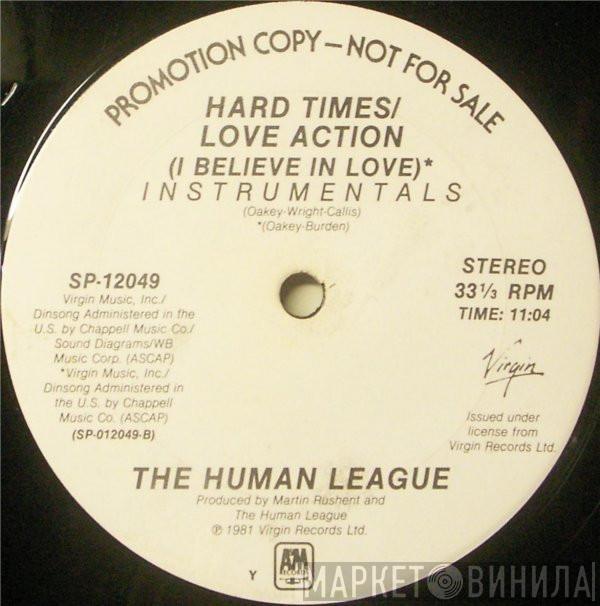 PROMOTION COPY—NOT FOR SALE
HARD TIMES/
LOVE ACTION
(I BELIEVE IN LOVE)*
INSTRUMENTALS
(Oakey-Wright-Callis)
*(Oakey-Burden)
SP-12049
Virgin Music, Inc./
Dinsong Administered in the
U.S. by Chappell Music Co./
Sound Diagrams/WB
Music Corp. (ASCAP)
*Virgin Music, Inc./
Dinsong Administered in
the U.S. by Chappell
Music Co. (ASCAP)
(SP-012049-B)
STEREO
33 1/3 RPM
TIME: 11:04
Virgin
Issued under
license from
Virgin Records Ltd.
THE HUMAN LEAGUE
Produced by Martin Rushent and
The Human League
℗ 1981 Virgin Records Ltd.
Y
A&M
RECORDS
МАРКЕТ ВИНИЛА